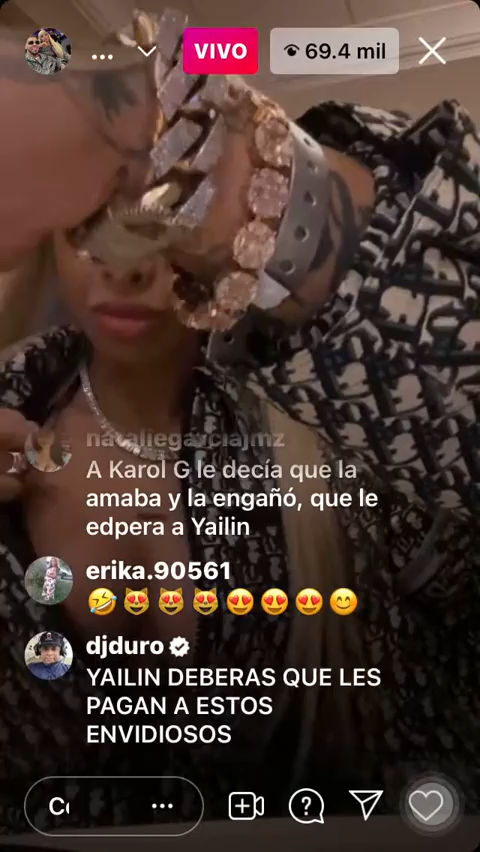 VIVO
69.4 mil
nataliegarciajmz
A Karol G le decía que la
amaba y la engañó, que le
edpera a Yailin
erika.90561
djduro
YAILIN DEBERAS QUE LES
PAGAN A ESTOS
ENVIDIOSOS